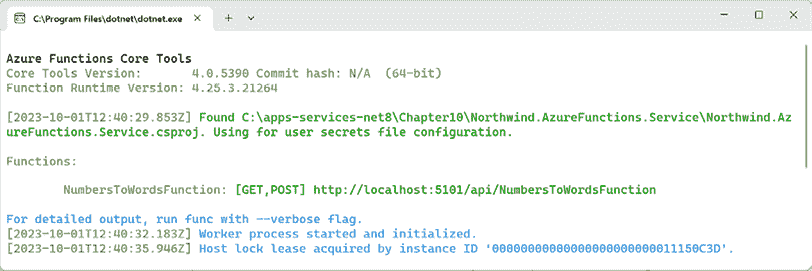 C:\Program Files\dotnet\dotnet.exe
Azure Functions Core Tools
Core Tools Version:       4.0.5390 Commit hash: N/A  (64-bit)
Function Runtime Version: 4.25.3.21264
[2023-10-01T12:40:29.853Z] Found C:\apps-services-net8\Chapter10\Northwind.AzureFunctions.Service\Northwind.Az
ureFunctions.Service.csproj. Using for user secrets file configuration.
Functions:
NumbersToWordsFunction: [GET,POST] http://localhost:5101/api/NumbersToWordsFunction
For detailed output, run func with --verbose flag.
[2023-10-01T12:40:32.183Z] Worker process started and initialized.
[2023-10-01T12:40:35.946Z] Host lock lease acquired by instance ID '00000000000000000000000011150C3D'.